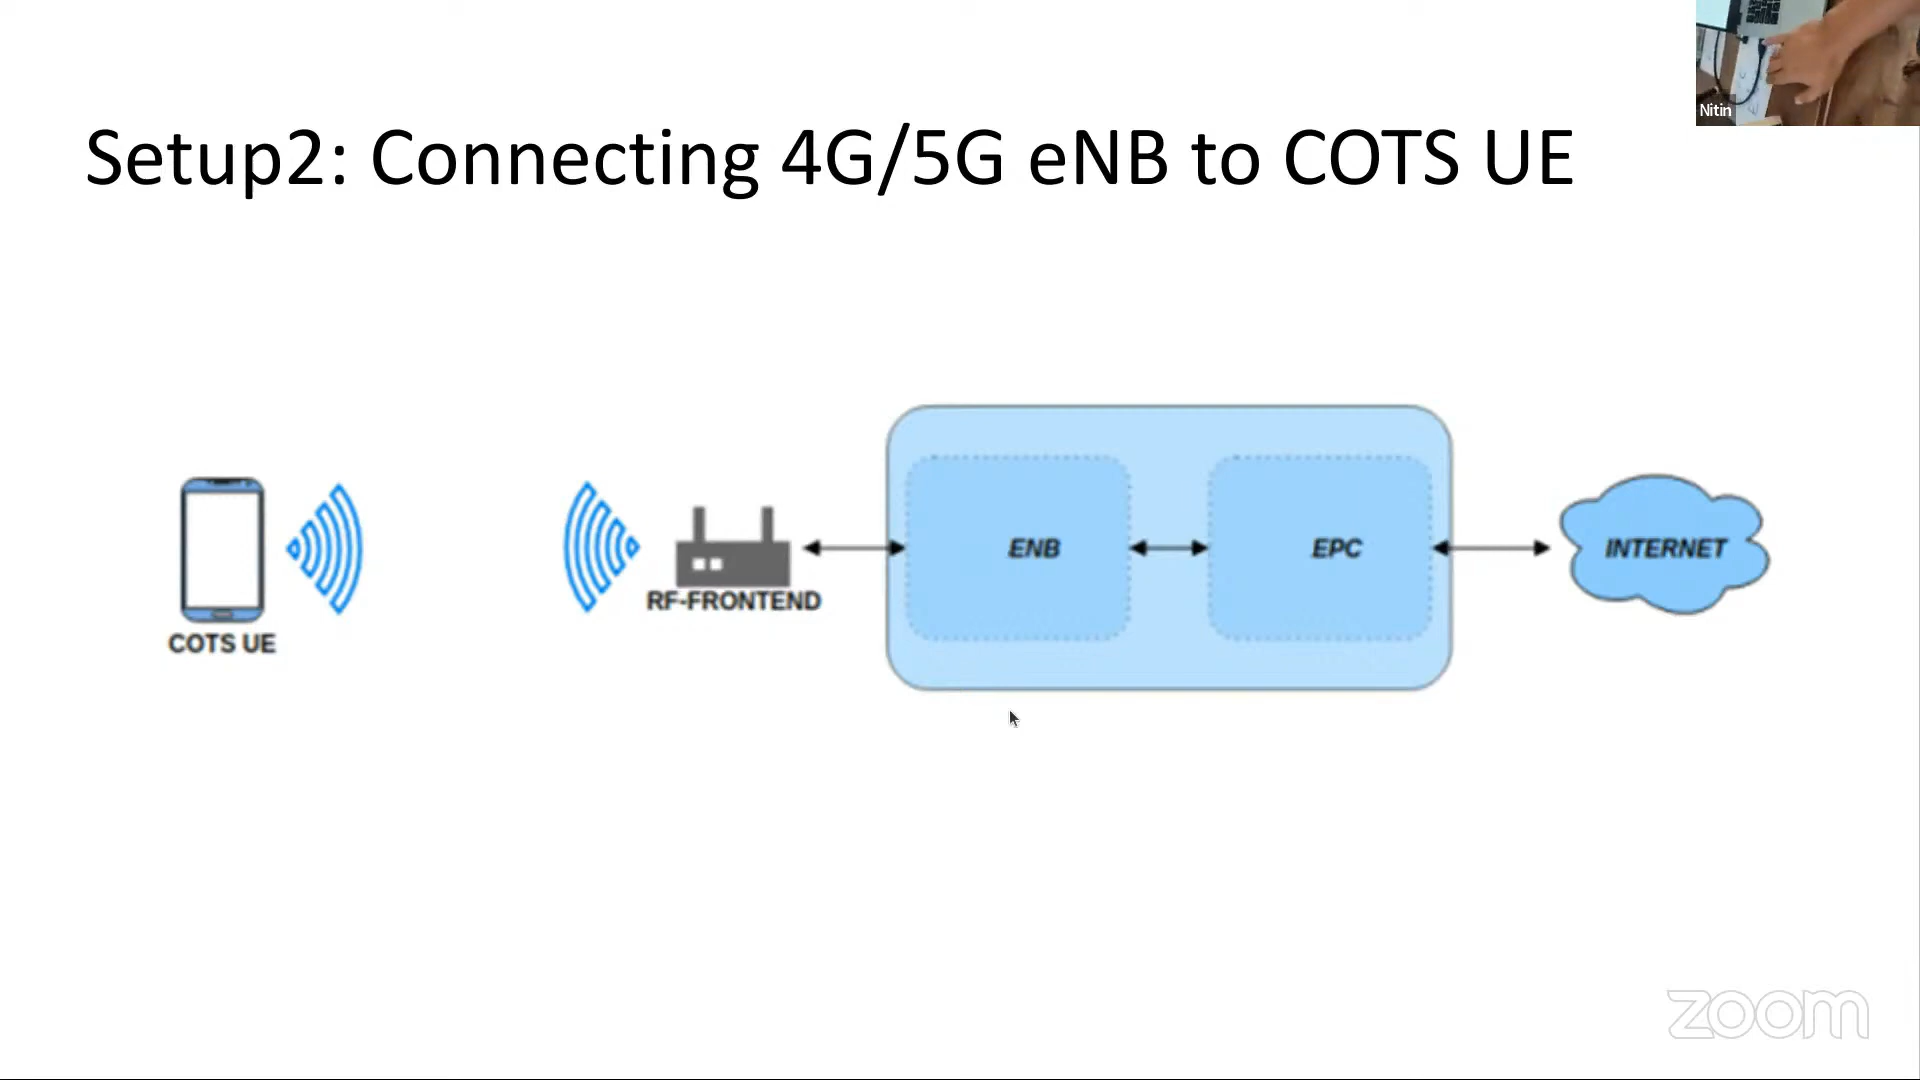 Nitin
Setup2: Connecting 4G/5G eNB to COTS UE
COTS UE
RF-FRONTEND
ENB
EPC
INTERNET
zoom